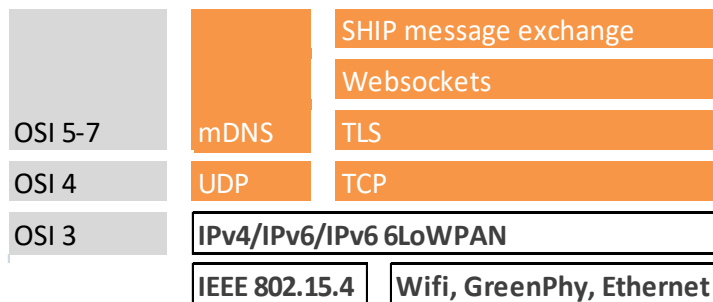 SHIP message exchange
Websockets
OSI 5-7 mDNS TLS
OSI 4 UDP TCP
OSI 3 IPv4/IPv6/IPv6 6LoWPAN
IEEE 802.15.4 Wifi, GreenPhy, Ethernet